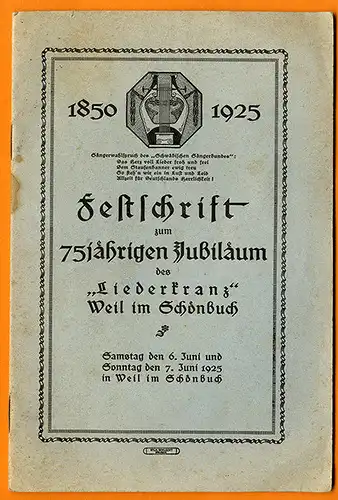 1850 1925
Sängerwahlspruch des „Schwäbischen Sängerbundes“:
Das Herz voll Lieder froh und frei
Dem Staufenbanner ewig treu
So steh'n wir ein in Lust und Leid
Allzeit für Deutschlands Herrlichkeit!
Festschrift
zum
75jährigen Jubiläum
des
„Liederkranz“
Weil im Schönbuch
Samstag den 6. Juni und
Sonntag den 7. Juni 1925
in Weil im Schönbuch